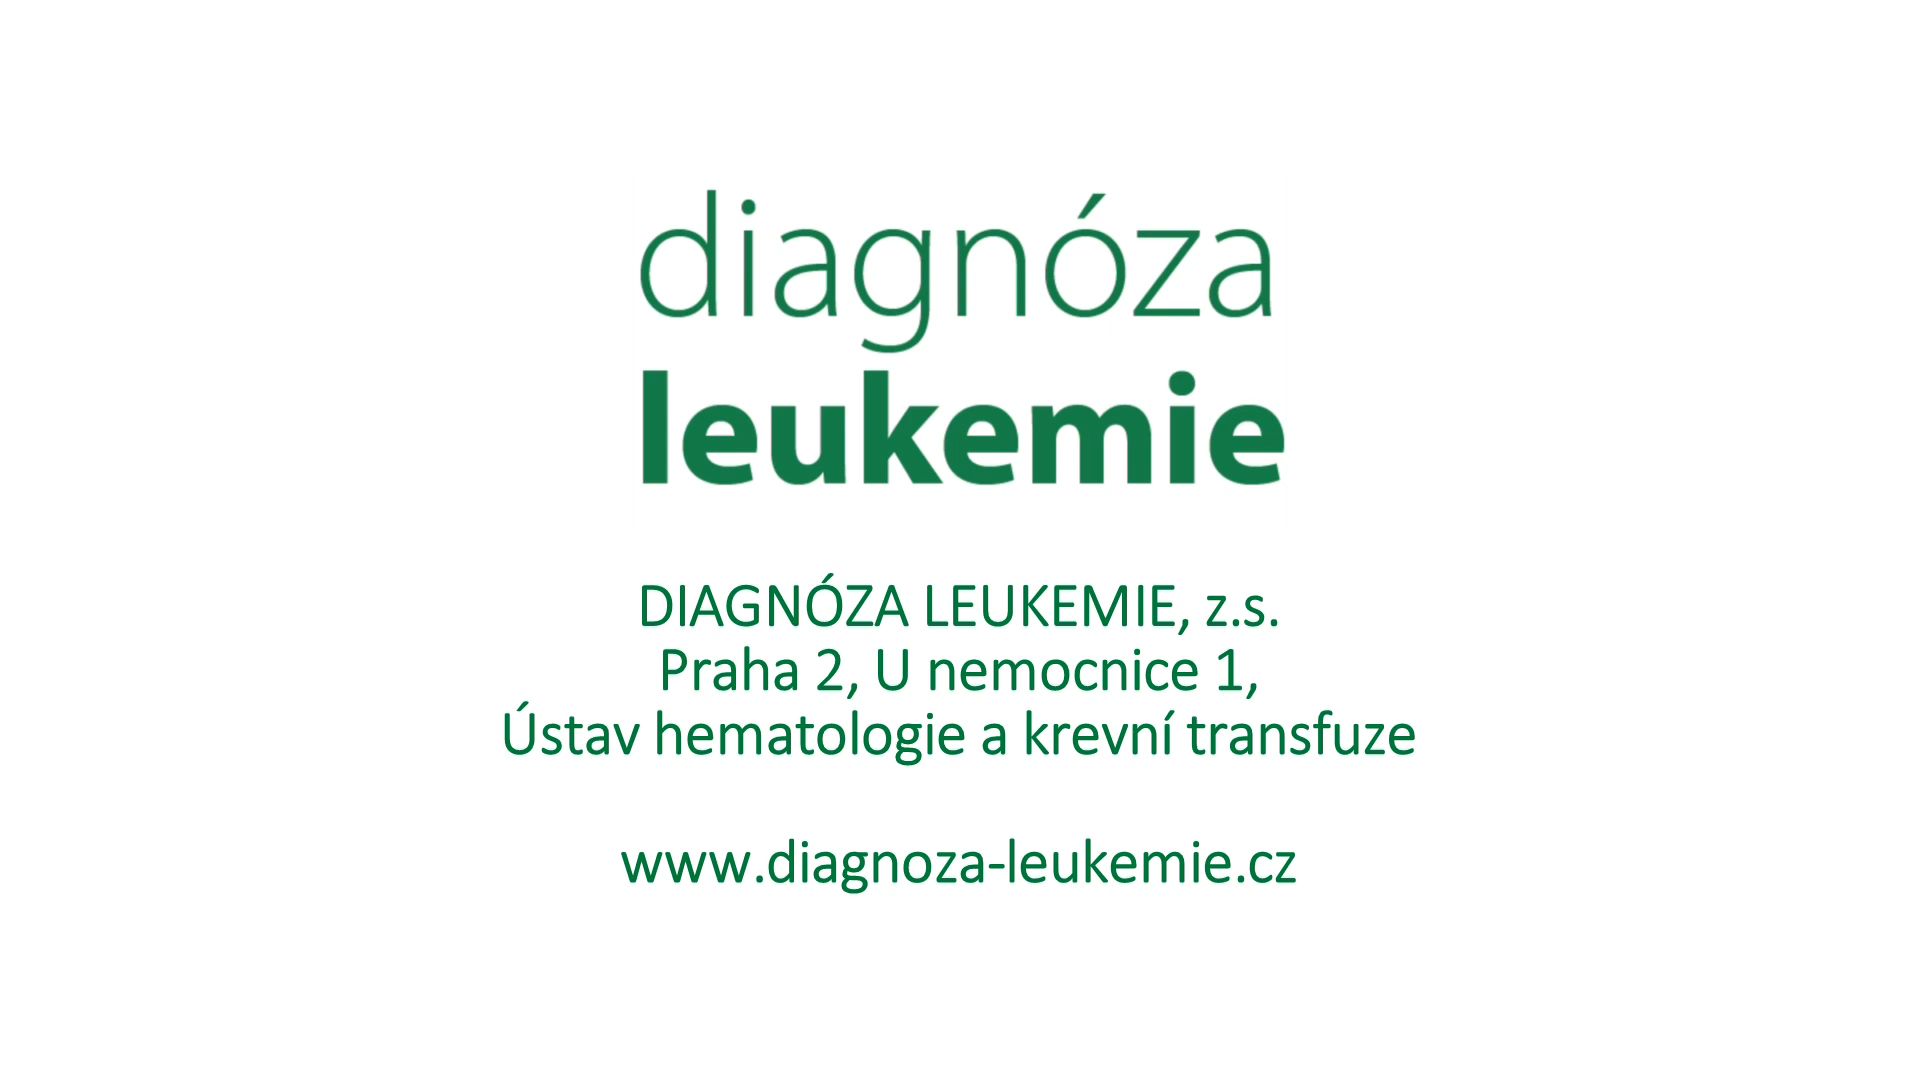 diagnóza
leukemie
DIAGNÓZA LEUKEMIE, z.s.
Praha 2, U nemocnice 1,
Ústav hematologie a krevní transfuze
www.diagnoza-leukemie.cz